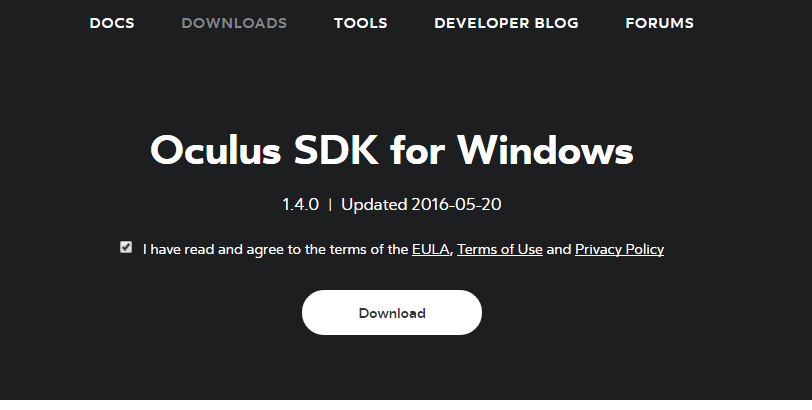 DOCS DOWNLOADS TOOLS DEVELOPER BLOG FORUMS
Oculus SDK for Windows
1.4.0 | Updated 2016-05-20
I have read and agree to the terms of the EULA, Terms of Use and Privacy Policy
Download